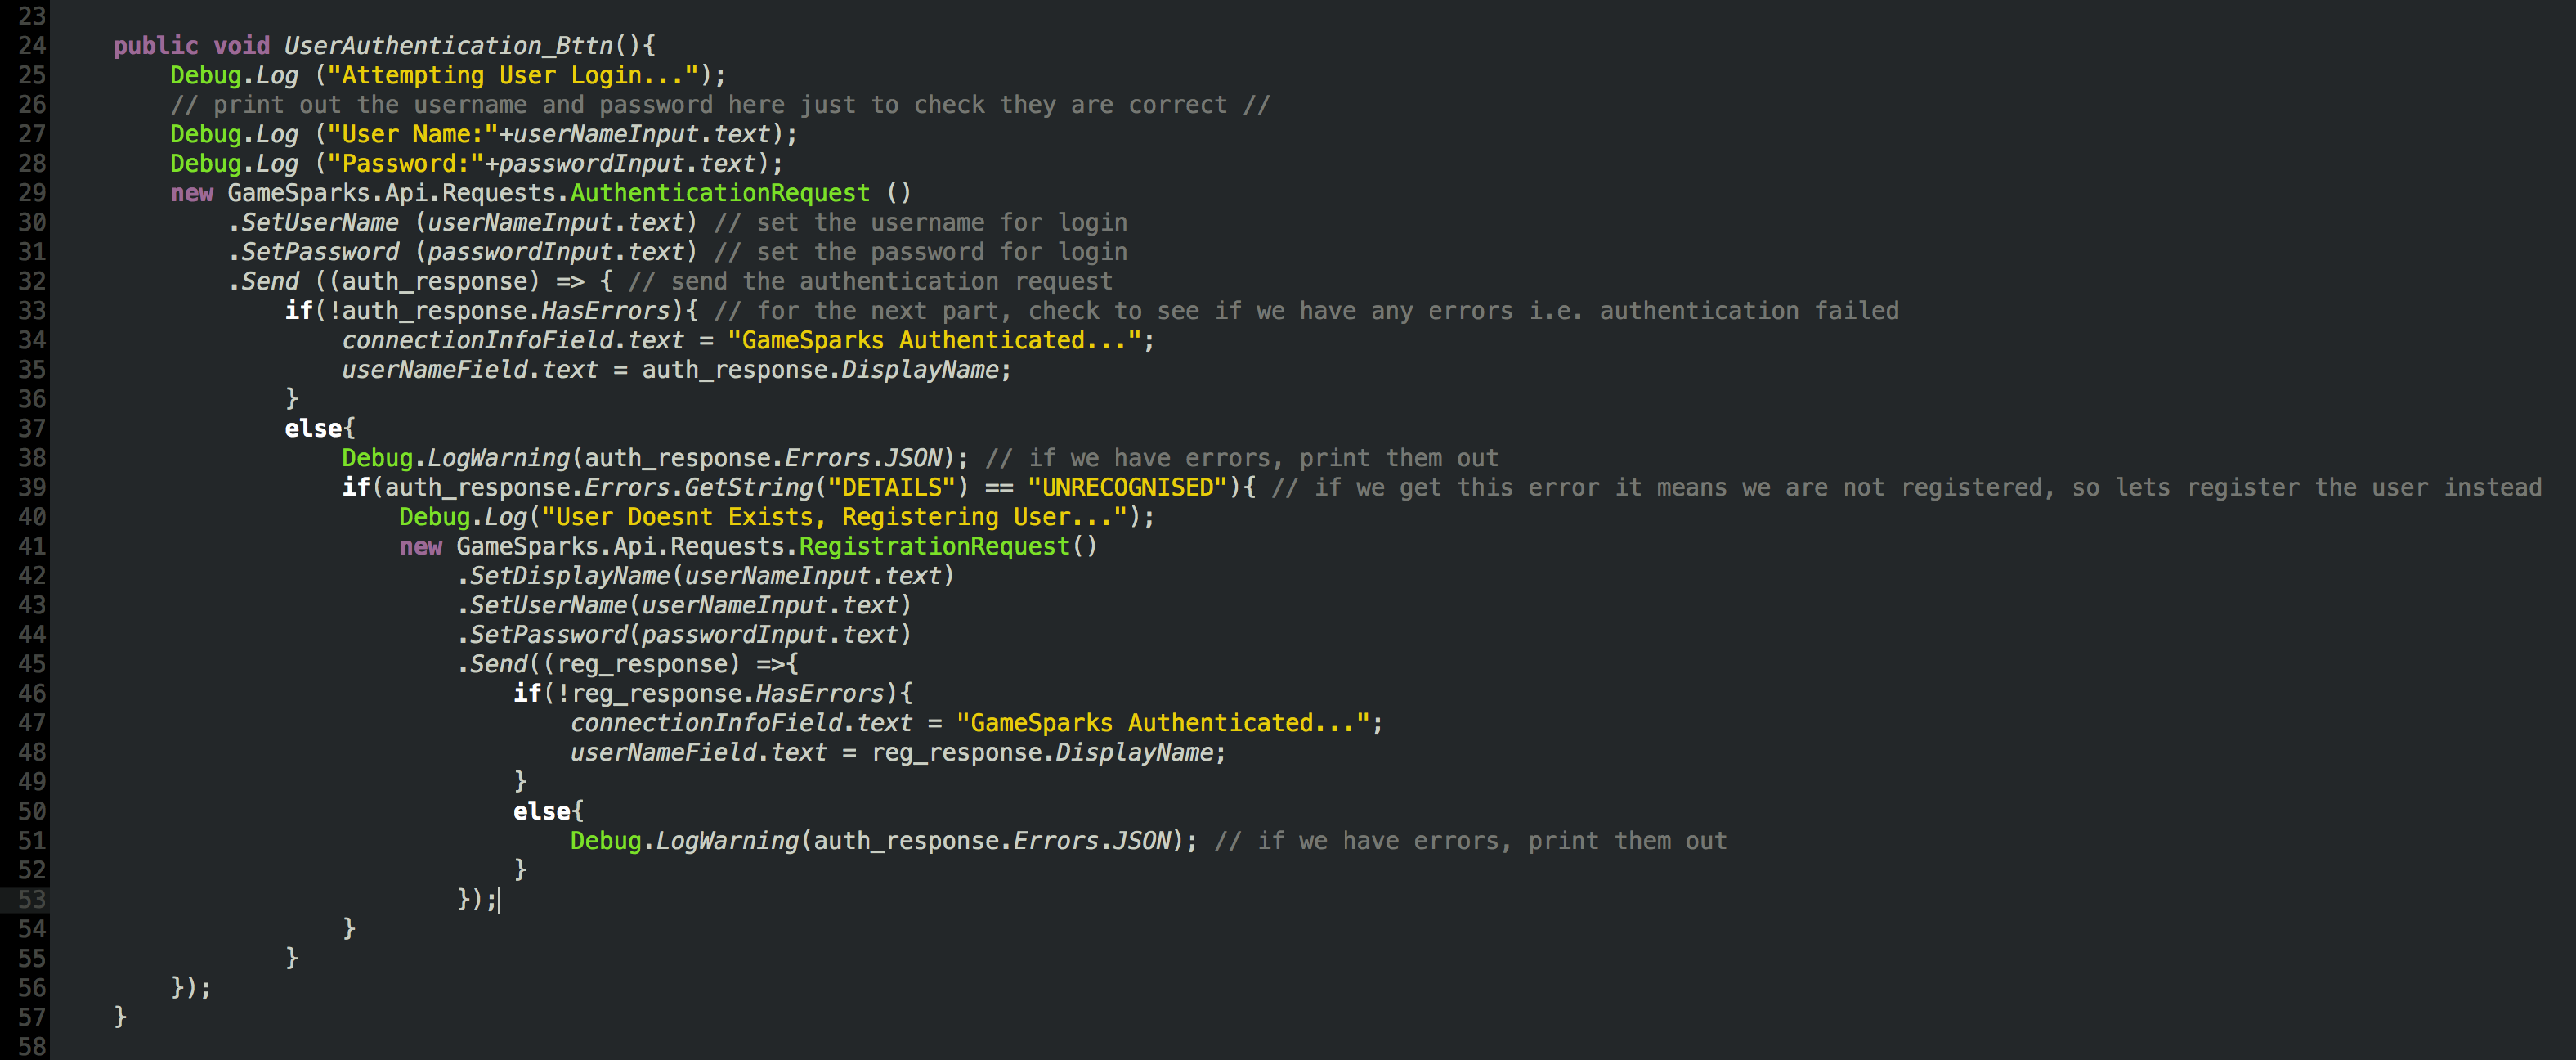 23
24 public void UserAuthentication_Bttn(){
25 Debug.Log ("Attempting User Login...");
26 // print out the username and password here just to check they are correct //
27 Debug.Log ("User Name:"+userNameInput.text);
28 Debug.Log ("Password:"+passwordInput.text);
29 new GameSparks.Api.Requests.AuthenticationRequest ()
30 .SetUserName (userNameInput.text) // set the username for login
31 .SetPassword (passwordInput.text) // set the password for login
32 .Send ((auth_response) => { // send the authentication request
33 if(!auth_response.HasErrors){ // for the next part, check to see if we have any errors i.e. authentication failed
34 connectionInfoField.text = "GameSparks Authenticated...";
35 userNameField.text = auth_response.DisplayName;
36 }
37 else{
38 Debug.LogWarning(auth_response.Errors.JSON); // if we have errors, print them out
39 if(auth_response.Errors.GetString("DETAILS") == "UNRECOGNISED"){ // if we get this error it means we are not registered, so lets register the user instead
40 Debug.Log("User Doesnt Exists, Registering User...");
41 new GameSparks.Api.Requests.RegistrationRequest()
42 .SetDisplayName(userNameInput.text)
43 .SetUserName(userNameInput.text)
44 .SetPassword(passwordInput.text)
45 .Send((reg_response) =>{
46 if(!reg_response.HasErrors){
47 connectionInfoField.text = "GameSparks Authenticated...";
48 userNameField.text = reg_response.DisplayName;
49 }
50 else{
51 Debug.LogWarning(auth_response.Errors.JSON); // if we have errors, print them out
52 }
53 });
54 }
55 }
56 });
57 }
58